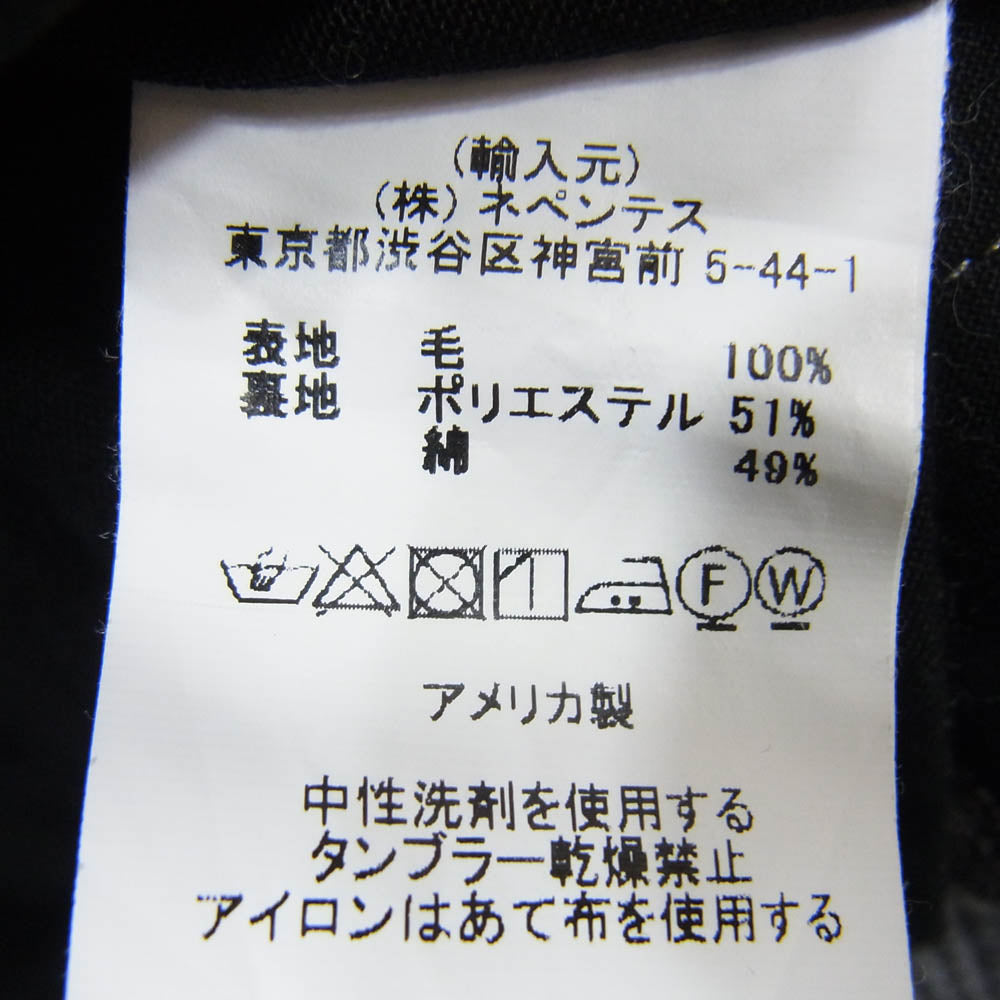 (輸入元)
(株) ネペンテス
東京都渋谷区神宮前 5-44-1
表地 毛 100%
裏地 ポリエステル 51%
綿 49%
F W
アメリカ製
中性洗剤を使用する
タンブラー乾燥禁止
アイロンはあて布を使用する